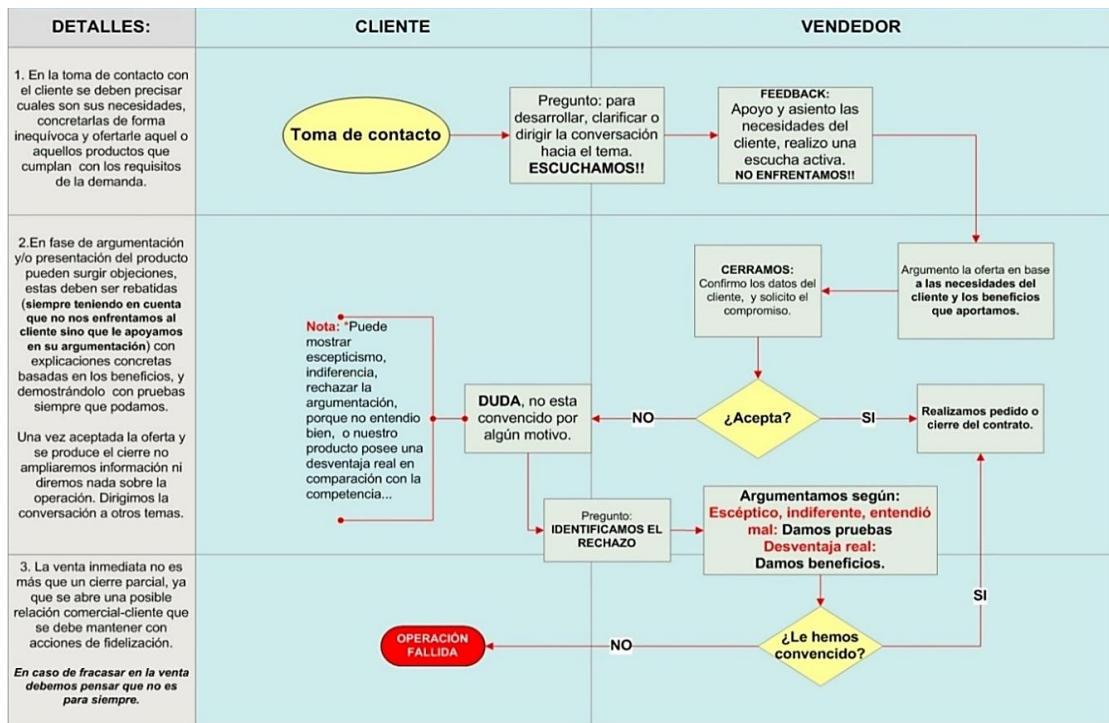 DETALLES:
CLIENTE
VENDEDOR
1. En la toma de contacto con
el cliente se deben precisar
cuales son sus necesidades,
concretarlas de forma
inequívoca y ofertarle aquel o
aquellos productos que
cumplan con los requisitos
de la demanda.
Toma de contacto
Pregunto: para
desarrollar, clarificar o
dirigir la conversación
hacia el tema.
ESCUCHAMOS!!
FEEDBACK:
Apoyo y asiento las
necesidades del
cliente, realizo una
escucha activa.
NO ENFRENTAMOS!!
2.En fase de argumentación
y/o presentación del producto
pueden surgir objeciones,
estas deben ser rebatidas
(siempre teniendo en cuenta
que no nos enfrentamos al
cliente sino que le apoyamos
en su argumentación) con
explicaciones concretas
basadas en los beneficios, y
demostrándolo con pruebas
siempre que podamos.
Una vez aceptada la oferta y
se produce el cierre no
ampliaremos información ni
diremos nada sobre la
operación. Dirigimos la
conversación a otros temas.
Nota: *Puede
mostrar
escepticismo,
indiferencia,
rechazar la
argumentación,
porque no entendio
bien, o nuestro
producto posee una
desventaja real en
comparación con la
competencia...
DUDA, no esta
convencido por
algún motivo.
NO
CERRAMOS:
Confirmo los datos del
cliente, y solicito el
compromiso.
Argumento la oferta en base
a las necesidades del
cliente y los beneficios
que aportamos.
¿Acepta?
SI
Realizamos pedido o
cierre del contrato.
Pregunto:
IDENTIFICAMOS EL
RECHAZO
Argumentamos según:
Escéptico, indiferente, entendió
mal: Damos pruebas
Desventaja real:
Damos beneficios.
3. La venta inmediata no es
más que un cierre parcial, ya
que se abre una posible
relación comercial-cliente que
se debe mantener con
acciones de fidelización.
En caso de fracasar en la venta
debemos pensar que no es
para siempre.
OPERACIÓN
FALLIDA
NO
¿Le hemos
convencido?
SI